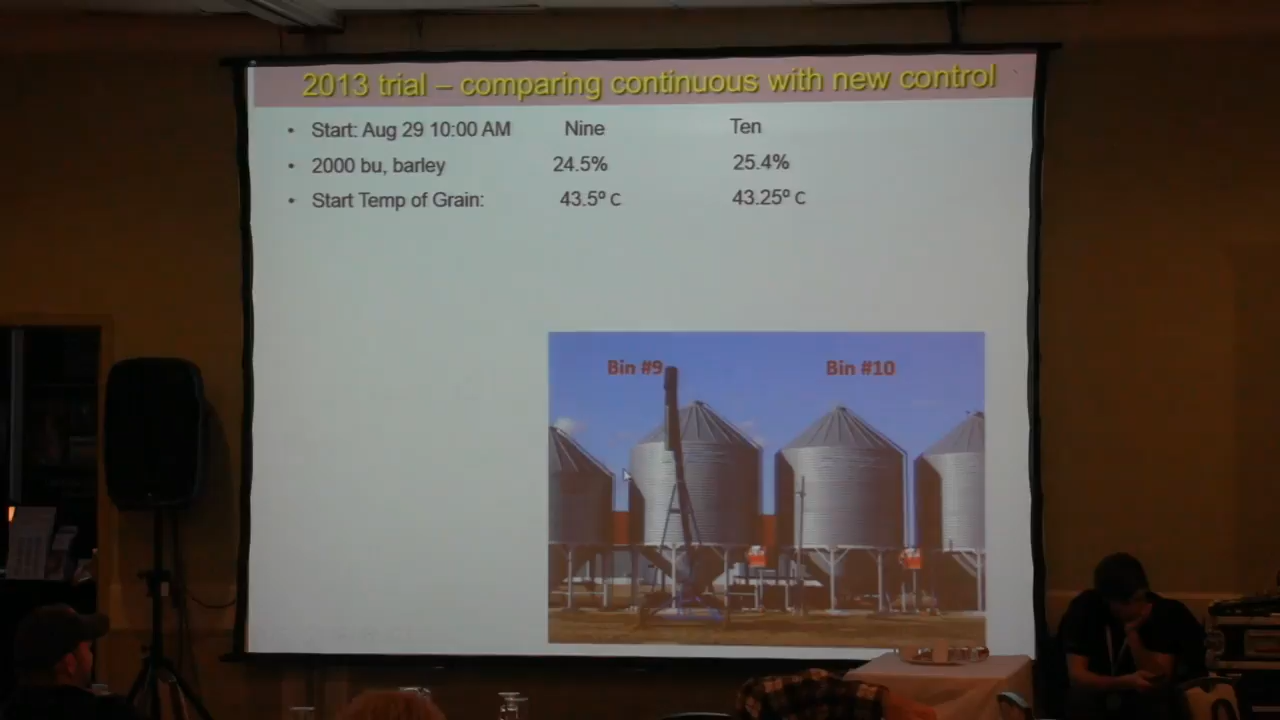 2013 trial – comparing continuous with new control
• Start: Aug 29 10:00 AM Nine Ten
• 2000 bu, barley 24.5% 25.4%
• Start Temp of Grain: 43.5º C 43.25º C
Bin #9 Bin #10